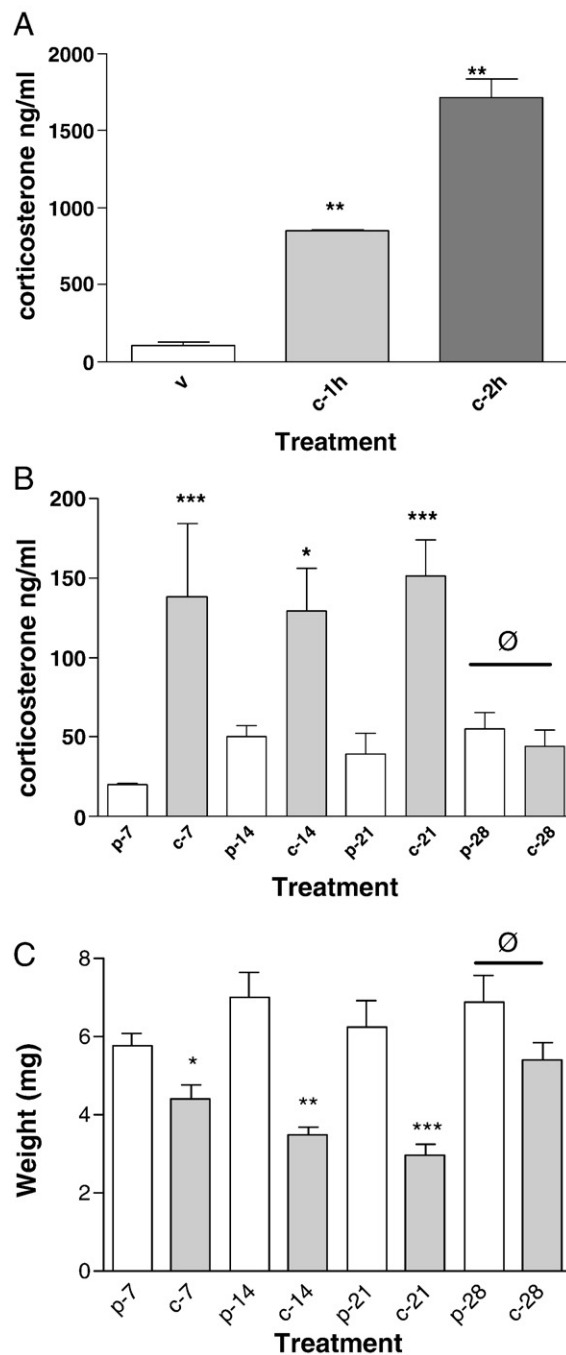 A
corticosterone ng/ml
2000
1500
1000
500
0
**
**
v
c-1h
c-2h
Treatment
B
corticosterone ng/ml
200
150
100
50
0
***
*
***
Ø
p-7
c-7
p-14
c-14
p-21
c-21
p-28
c-28
Treatment
C
Weight (mg)
8
6
4
2
0
*
**
***
Ø
p-7
c-7
p-14
c-14
p-21
c-21
p-28
c-28
Treatment